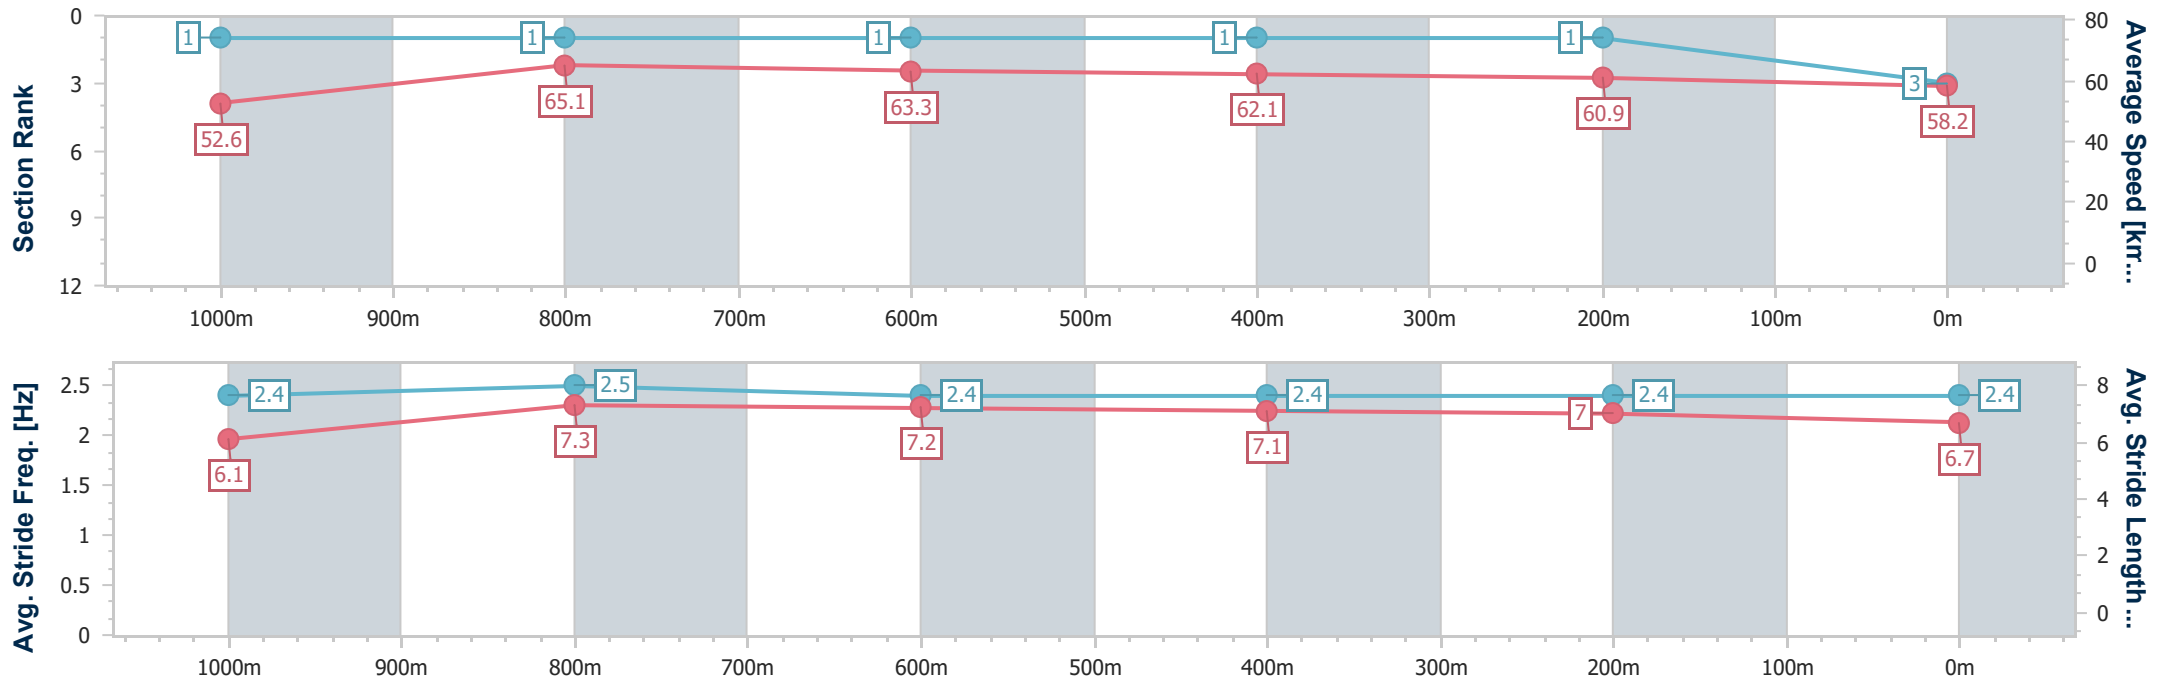 Section Rank
0
3
6
9
12
1 1 1 1 1 3
52.6 65.1 63.3 62.1 60.9 58.2
80
60
40
20
0
Average Speed [km...
1000m 900m 800m 700m 600m 500m 400m 300m 200m 100m 0m
Avg. Stride Freq. [Hz]
2.5
2
1.5
1
0.5
0
2.4 2.5 2.4 2.4 2.4 2.4
6.1 7.3 7.2 7.1 7 6.7
8
6
4
2
0
Avg. Stride Length ...
1000m 900m 800m 700m 600m 500m 400m 300m 200m 100m 0m